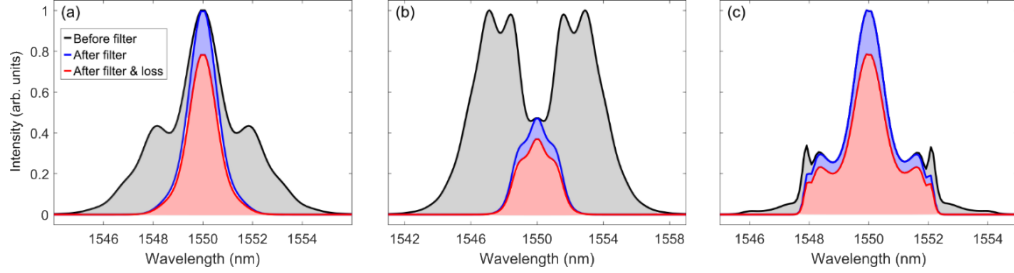 (a)
(b)
(c)
Before filter
After filter
After filter & loss
Intensity (arb. units)
1
0.8
0.6
0.4
0.2
0
1546 1548 1550 1552 1554
1542 1546 1550 1554 1558
1546 1548 1550 1552 1554
Wavelength (nm)
Wavelength (nm)
Wavelength (nm)